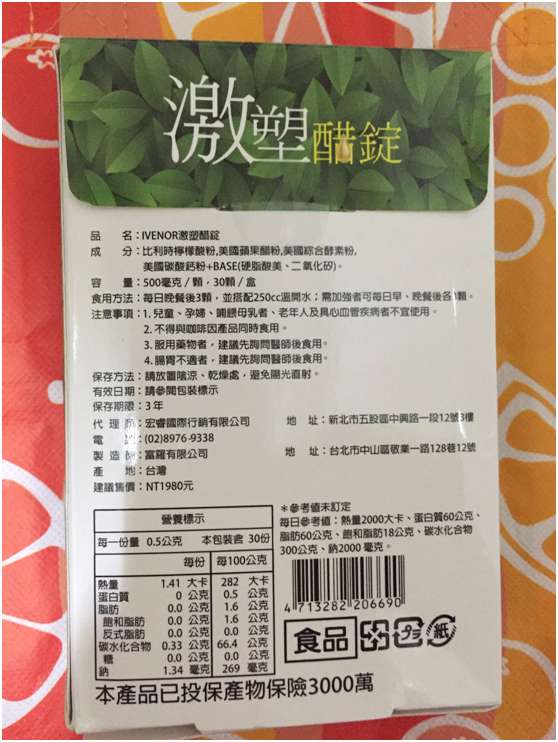 激塑醋錠
品 名：IVENOR激塑醋錠
成 分：比利時檸檬酸粉,美國蘋果醋粉,美國綜合酵素粉,
美國碳酸鈣粉+BASE(硬脂酸美、二氧化矽)。
容 量：500毫克/顆，30顆/盒
食用方法：每日晚餐後3顆，並搭配250cc溫開水；需加強者可每日早、晚餐後各 顆。
注意事項：1. 兒童、孕婦、哺餵母乳者、老年人及具心血管疾病者不宜使用。
2. 不得與咖啡因產品同時食用。
3. 服用藥物者，建議先詢問醫師後食用。
4. 腸胃不適者，建議先詢問醫師後食用。
保存方法：請放置陰涼、乾燥處，避免陽光直射。
有效日期：請參閱包裝標示
保存期限：3 年
代 理 商：宏睿國際行銷有限公司 地 址：新北市五股區中興路一段12號3樓
電 話：(02)8976-9338
製 造 商：富羅有限公司 地 址：台北市中山區敬業一路128巷12號
產 地：台灣
建議售價：NT1980元
營養標示
每一份量 0.5公克 本包裝含 30份
每份 每100公克
熱量 1.41 大卡 282 大卡
蛋白質 0 公克 0.5 公克
脂肪 0.0 公克 1.6 公克
飽和脂肪 0.0 公克 1.6 公克
反式脂肪 0.0 公克 0.0 公克
碳水化合物 0.33 公克 66.4 公克
糖 0.0 公克 0.0 公克
鈉 1.34 毫克 269 毫克
＊參考值未訂定
每日參考值：熱量2000大卡、蛋白質60公克、
脂肪60公克、飽和脂肪18公克、碳水化合物
300公克、鈉2000 毫克。
4 713282 206690
食品 プラ 紙
本產品已投保產物保險3000萬